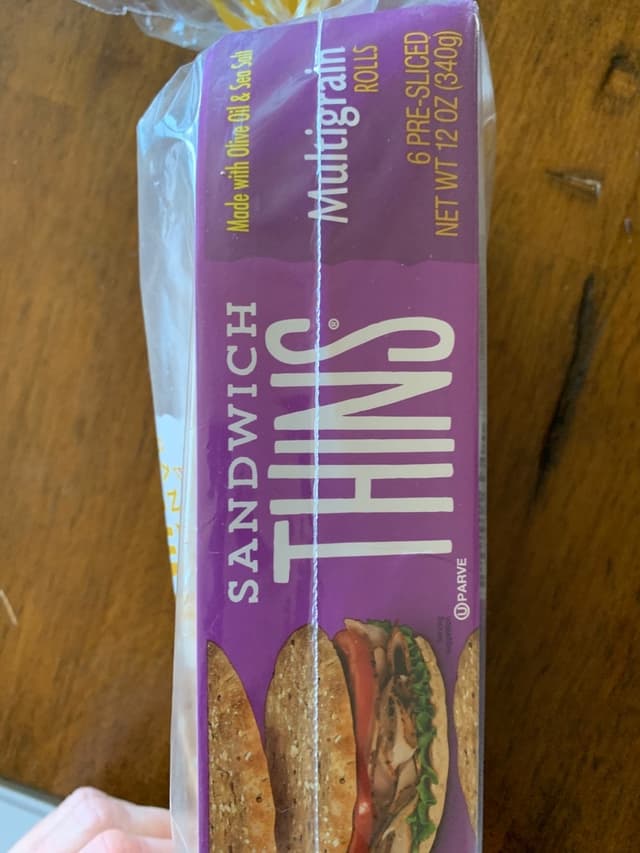 SANDWICH
THINS®
Made with Olive Oil & Sea Salt
Multigrain
ROLLS
6 PRE-SLICED
NET WT 12 OZ (340g)
Ⓤ PARVE